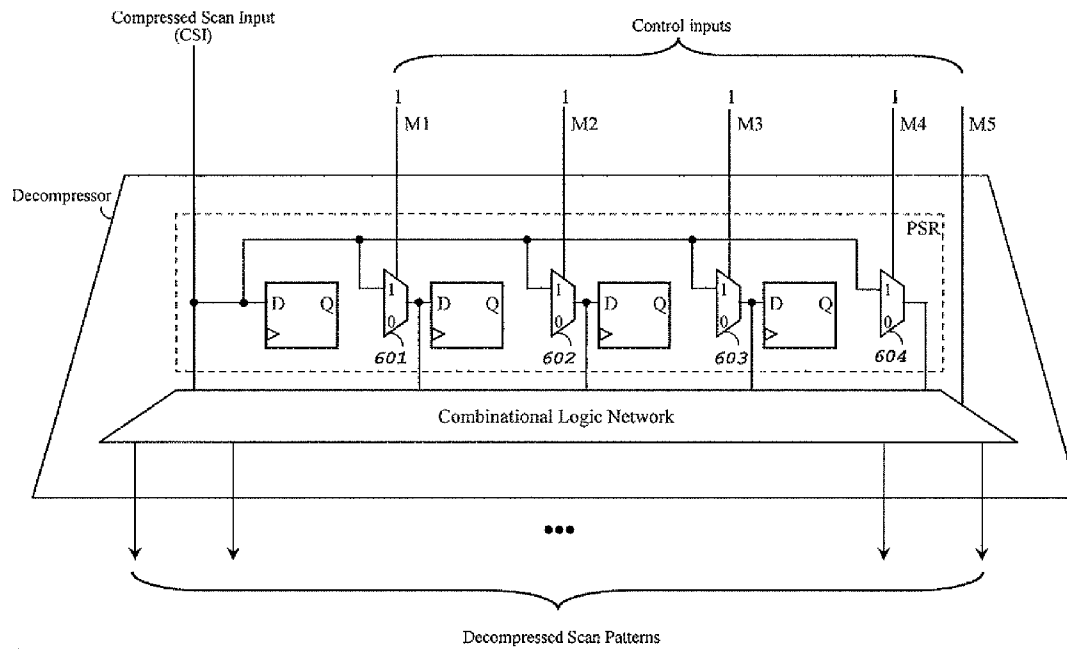 Compressed Scan Input
(CSI)
Control inputs
1 1 1 1
M1 M2 M3 M4 M5
Decompressor
PSR
D Q 1 D Q 1 D Q 1 D Q 1
0 0 0 0
601 602 603 604
Combinational Logic Network
Decompressed Scan Patterns